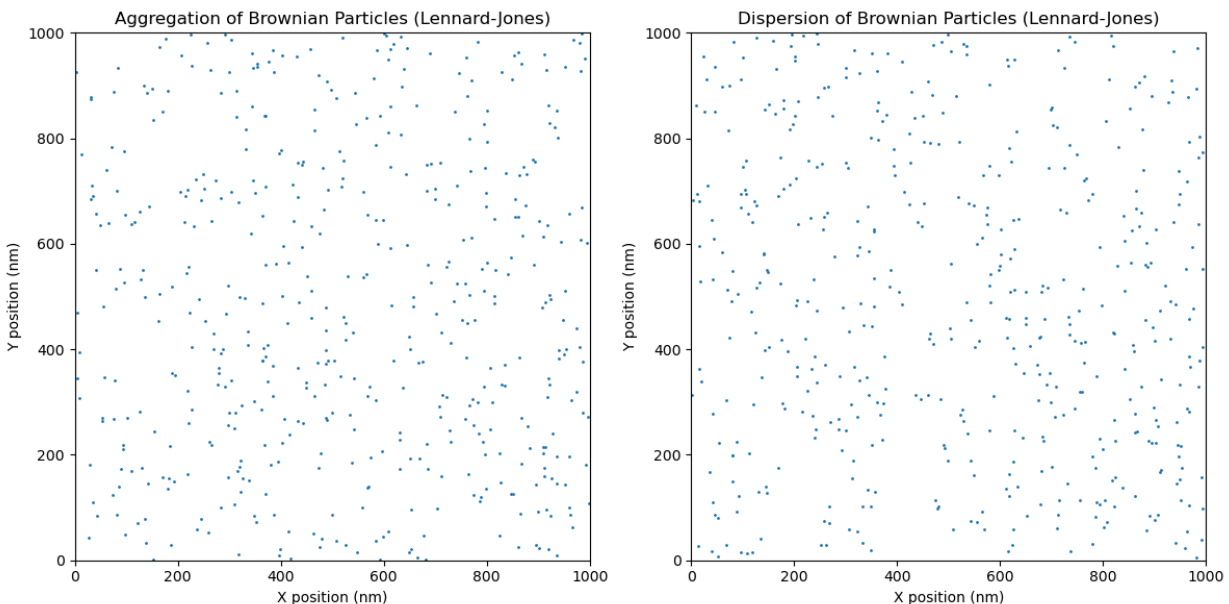 Aggregation of Brownian Particles (Lennard-Jones)
1000
800
600
400
200
0
Y position (nm)
0 200 400 600 800 1000
X position (nm)
Dispersion of Brownian Particles (Lennard-Jones)
1000
800
600
400
200
0
Y position (nm)
0 200 400 600 800 1000
X position (nm)